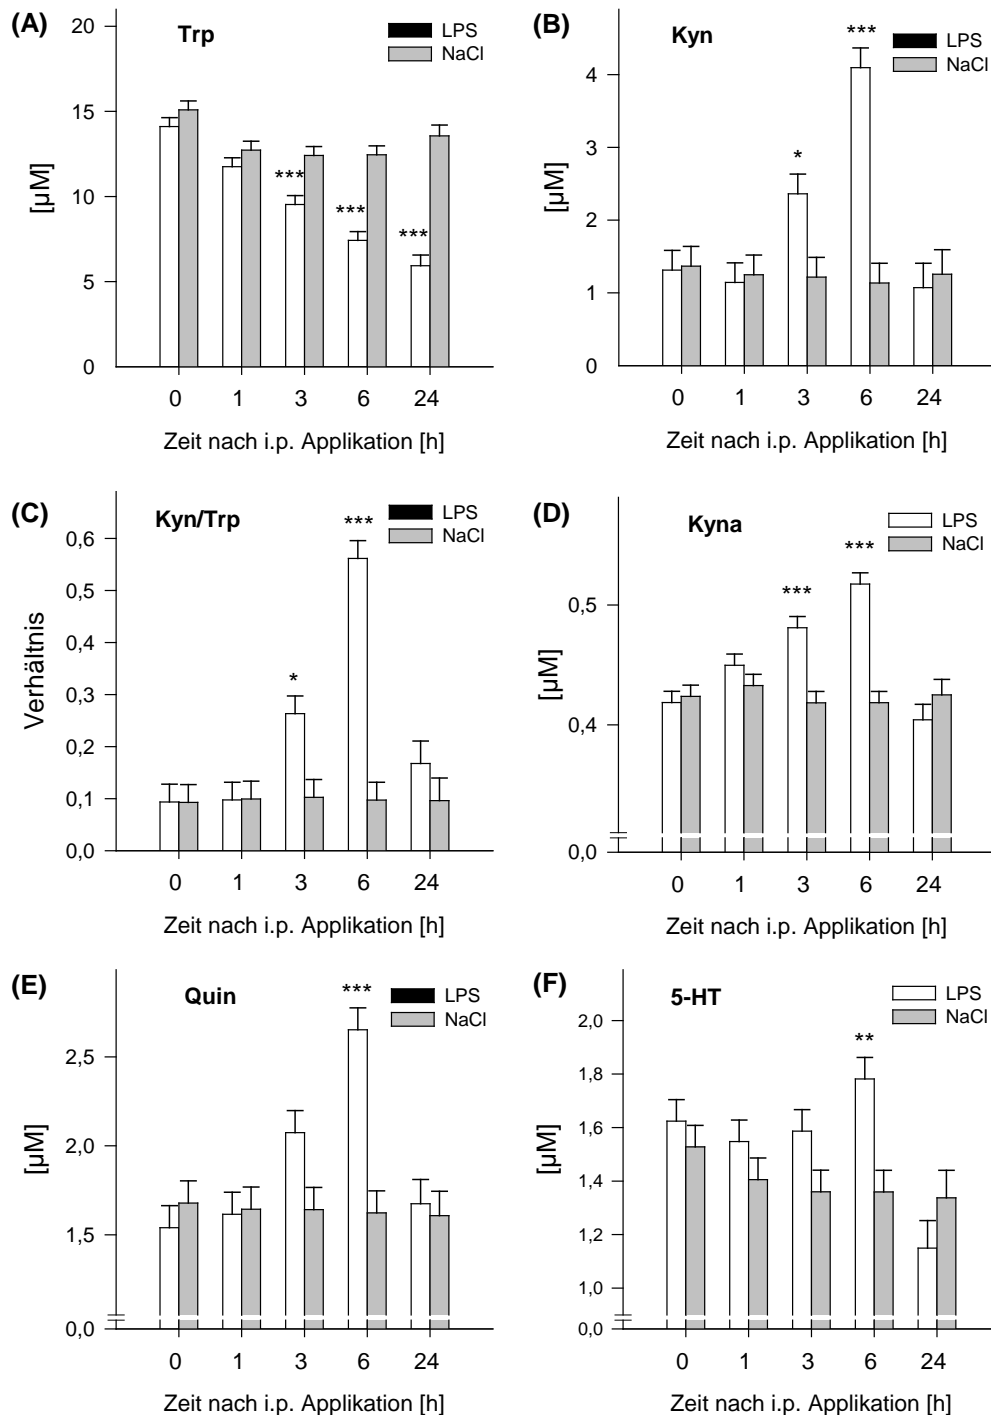 (A)
Trp
LPS
NaCl
20
15
10
5
0
[µM]
***
***
***
0 1 3 6 24
Zeit nach i.p. Applikation [h]
(B)
Kyn
LPS
NaCl
4
3
2
1
0
[µM]
*
***
0 1 3 6 24
Zeit nach i.p. Applikation [h]
(C)
Kyn/Trp
LPS
NaCl
0,6
0,5
0,4
0,3
0,2
0,1
0,0
Verhältnis
*
***
0 1 3 6 24
Zeit nach i.p. Applikation [h]
(D)
Kyna
LPS
NaCl
0,5
0,4
0,0
[µM]
***
***
0 1 3 6 24
Zeit nach i.p. Applikation [h]
(E)
Quin
LPS
NaCl
2,5
2,0
1,5
0,0
[µM]
***
0 1 3 6 24
Zeit nach i.p. Applikation [h]
(F)
5-HT
LPS
NaCl
2,0
1,8
1,6
1,4
1,2
1,0
0,0
[µM]
**
0 1 3 6 24
Zeit nach i.p. Applikation [h]